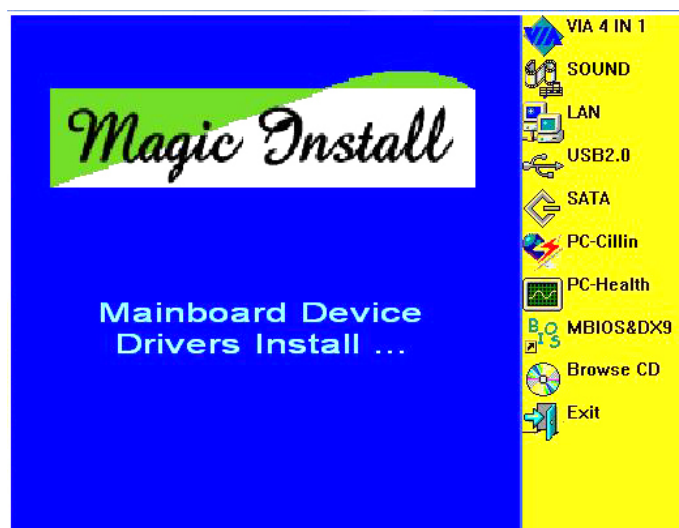 Magic Install
Mainboard Device
Drivers Install ...
VIA 4 IN 1
SOUND
LAN
USB2.0
SATA
PC-Cillin
PC-Health
BIOS
MBIOS&DX9
Browse CD
Exit